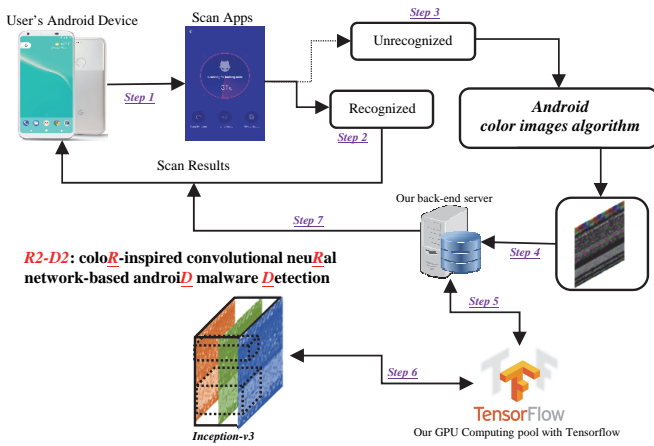 User's Android Device
Scan Apps
Step 3
Unrecognized
Step 1
31%
Recognized
Step 2
Android
color images algorithm
Scan Results
Our back-end server
Step 7
Step 4
R2-D2: coloR-inspired convolutional neuRal
network-based androiD malware Detection
Step 5
Step 6
TensorFlow
Inception-v3
Our GPU Computing pool with Tensorflow